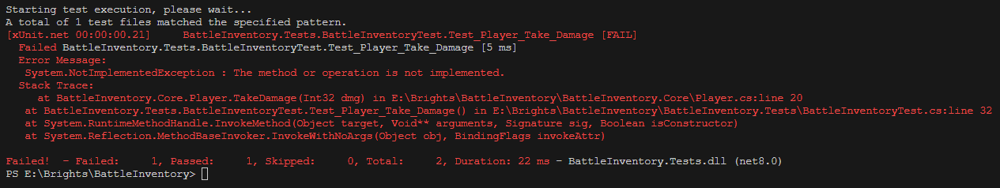 Starting test execution, please wait...
A total of 1 test files matched the specified pattern.
[xUnit.net 00:00:00.21]     BattleInventory.Tests.BattleInventoryTest.Test_Player_Take_Damage [FAIL]
  Failed BattleInventory.Tests.BattleInventoryTest.Test_Player_Take_Damage [5 ms]
  Error Message:
   System.NotImplementedException : The method or operation is not implemented.
  Stack Trace:
     at BattleInventory.Core.Player.TakeDamage(Int32 dmg) in E:\Brights\BattleInventory\BattleInventory.Core\Player.cs:line 20
   at BattleInventory.Tests.BattleInventoryTest.Test_Player_Take_Damage() in E:\Brights\BattleInventory\BattleInventory.Tests\BattleInventoryTest.cs:line 32
   at System.RuntimeMethodHandle.InvokeMethod(Object target, Void** arguments, Signature sig, Boolean isConstructor)
   at System.Reflection.MethodBaseInvoker.InvokeWithNoArgs(Object obj, BindingFlags invokeAttr)
Failed!  - Failed:     1, Passed:     1, Skipped:     0, Total:     2, Duration: 22 ms - BattleInventory.Tests.dll (net8.0)
PS E:\Brights\BattleInventory>